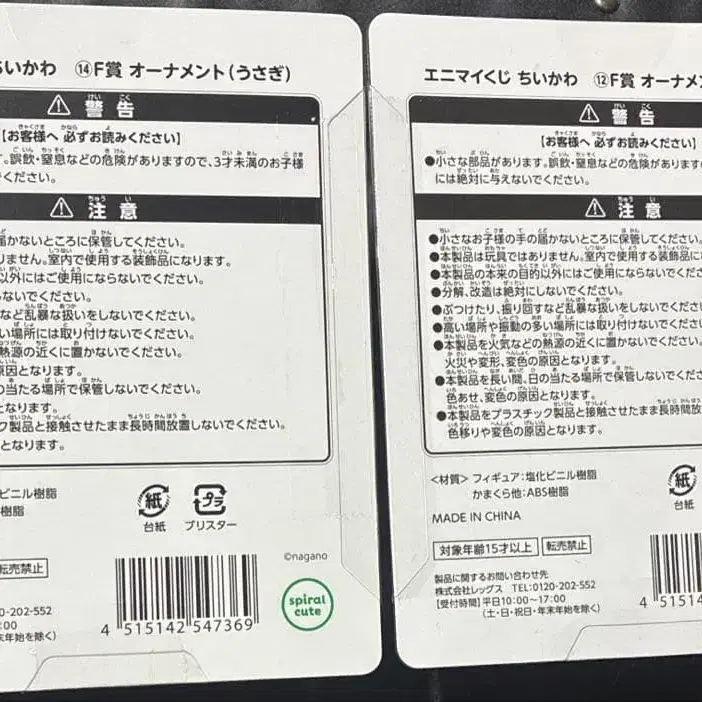 ちいかわ ⑭F賞 オーナメント(うさぎ)
警告
【お客様へ 必ずお読みください】
す。誤飲・窒息などの危険がありますので、3才未満のお子様
でください。
注意
届かないところに保管してください。
りません。室内で使用する装飾品になります。
以外にはご使用にならないでください。
ないでください。
など乱暴な扱いをしないでください。
い場所には取り付けないでください。
熱源の近くに置かないでください。
原因となります。
の当たる場所で保管しないでください。
となります。
ク製品と接触させたまま長時間放置しないでください。
となります。
ビニル樹脂
樹脂
紙
台紙
プラ
ブリスター
転売禁止
©nagano
20-202-552
年末年始を除く)
4 515142 547369
spiral
cute
エニマイくじ ちいかわ ⑫F賞 オーナメン
警告
【お客様へ 必ずお読みくださ
●小さな部品があります。誤飲・窒息などの危険があります
には絶対に与えないでください。
注意
●小さなお子様の手の届かないところに保管してください。
●本製品は玩具ではありません。室内で使用する装飾品に
●本製品の本来の目的以外にはご使用にならないでくださ
●分解、改造は絶対にしないでください。
●ぶつけたり、振り回すなど乱暴な扱いをしないでください。
●高い場所や振動の多い場所には取り付けないでください
●本製品を火気などの熱源の近くに置かないでください。
火災や変形、変色の原因となります。
●本製品を長い間、日の当たる場所で保管しないでくださ
色あせ、変色の原因となります。
●本製品をプラスチック製品と接触させたまま長時間放
色移りや変色の原因となります。
<材質> フィギュア:塩化ビニル樹脂
かまくら他:ABS樹脂
MADE IN CHINA
紙
台紙
対象年齢15才以上 転売禁止
製品に関するお問い合わせ先
株式会社レッグス TEL:0120-202-552
【受付時間】平日10:00~17:00
(土・日・祝日・年末年始を除く)
4 51514